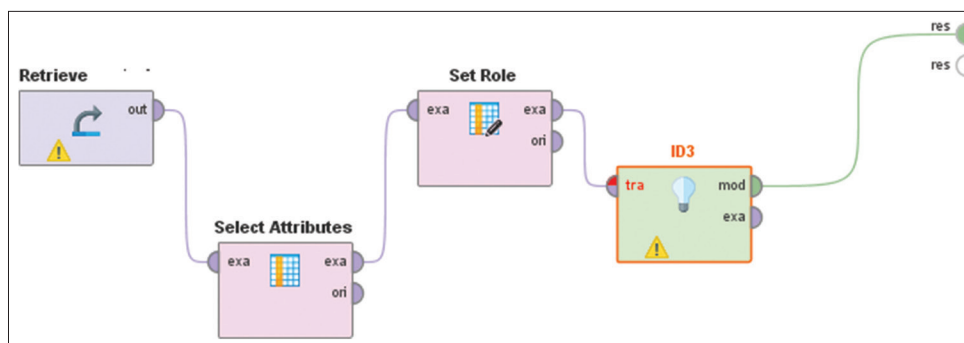 res
res
Retrieve
out
Set Role
exa exa
ori
ID3
tra mod
exa
Select Attributes
exa exa
ori